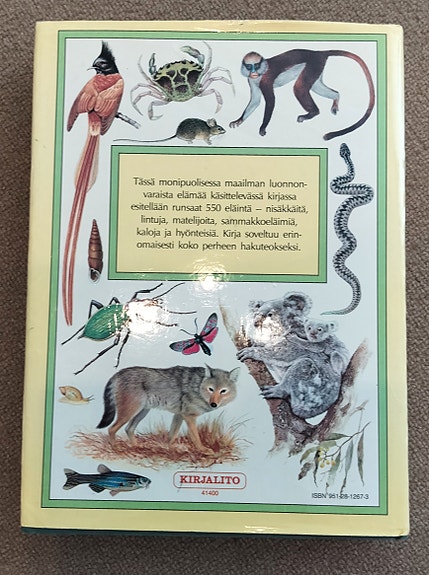 Tässä monipuolisessa maailman luonnon-
varaista elämää käsittelevässä kirjassa
esitellään runsaat 550 eläintä – nisäkkäitä,
lintuja, matelijoita, sammakkoeläimiä,
kaloja ja hyönteisiä. Kirja soveltuu erin-
omaisesti koko perheen hakuteokseksi.
KIRJALITO
41400
ISBN 951-28-1267-3